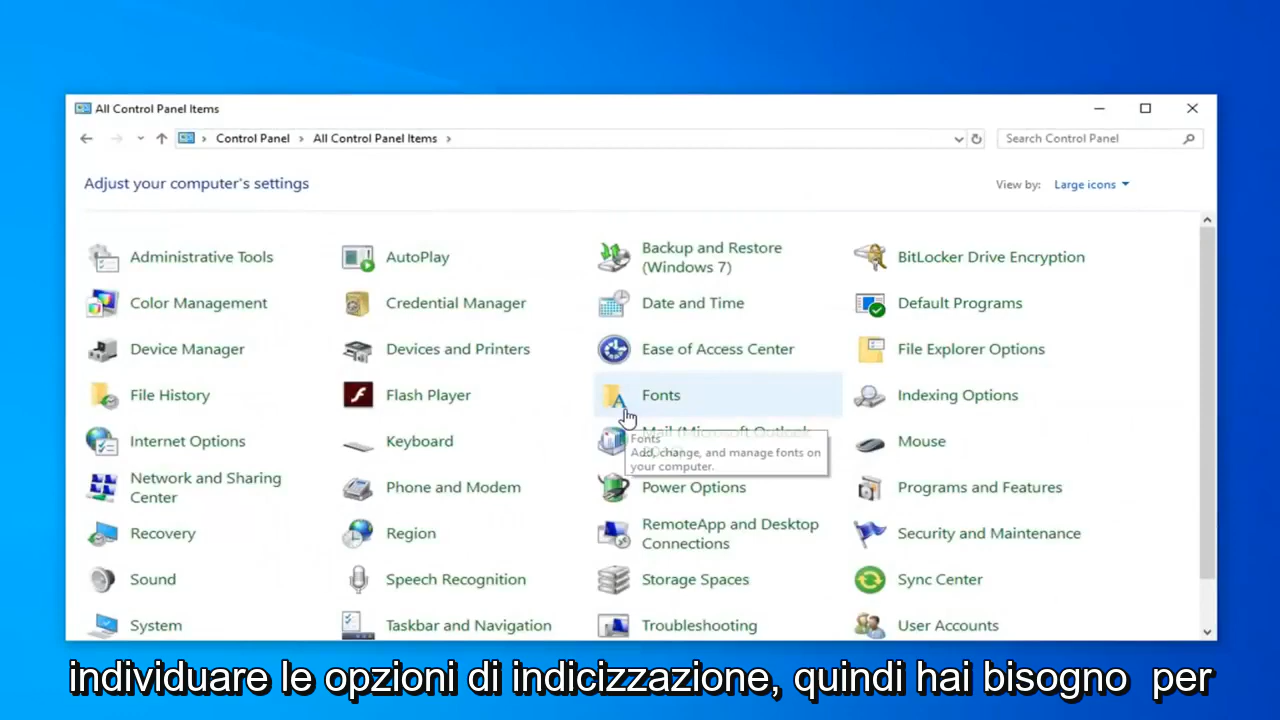 All Control Panel Items
Control Panel > All Control Panel Items >
Search Control Panel
Adjust your computer's settings
View by: Large icons
Administrative Tools
AutoPlay
Backup and Restore
(Windows 7)
BitLocker Drive Encryption
Color Management
Credential Manager
Date and Time
Default Programs
Device Manager
Devices and Printers
Ease of Access Center
File Explorer Options
File History
Flash Player
Fonts
Indexing Options
Internet Options
Keyboard
Mail (Microsoft Outlook
Fonts
Add, change, and manage fonts on
your computer.
Mouse
Network and Sharing
Center
Phone and Modem
Power Options
Programs and Features
Recovery
Region
RemoteApp and Desktop
Connections
Security and Maintenance
Sound
Speech Recognition
Storage Spaces
Sync Center
System
Taskbar and Navigation
Troubleshooting
User Accounts
individuare le opzioni di indicizzazione, quindi hai bisogno per